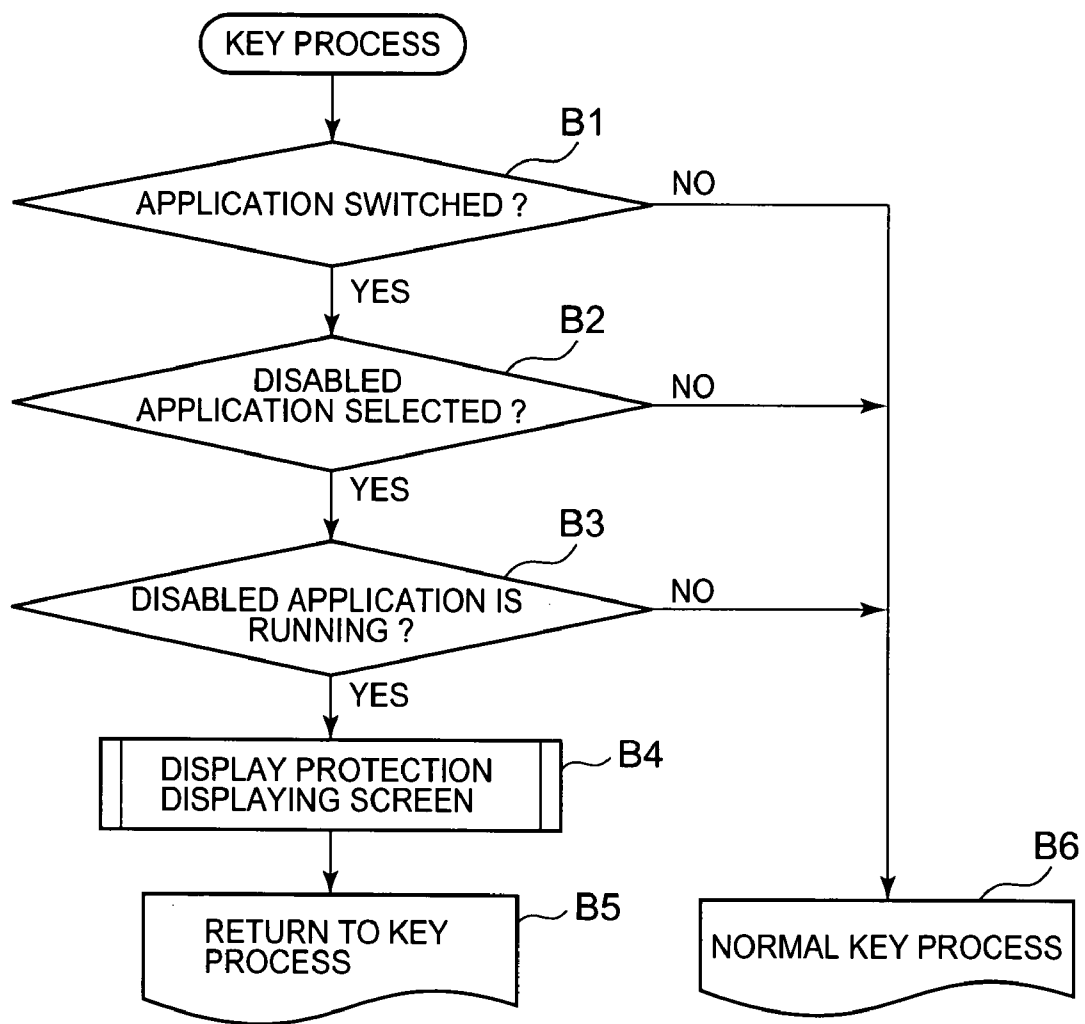 KEY PROCESS
B1
APPLICATION SWITCHED ?
NO
YES
B2
DISABLED
APPLICATION SELECTED ?
NO
YES
B3
DISABLED APPLICATION IS
RUNNING ?
NO
YES
B4
DISPLAY PROTECTION
DISPLAYING SCREEN
B5
RETURN TO KEY
PROCESS
B6
NORMAL KEY PROCESS